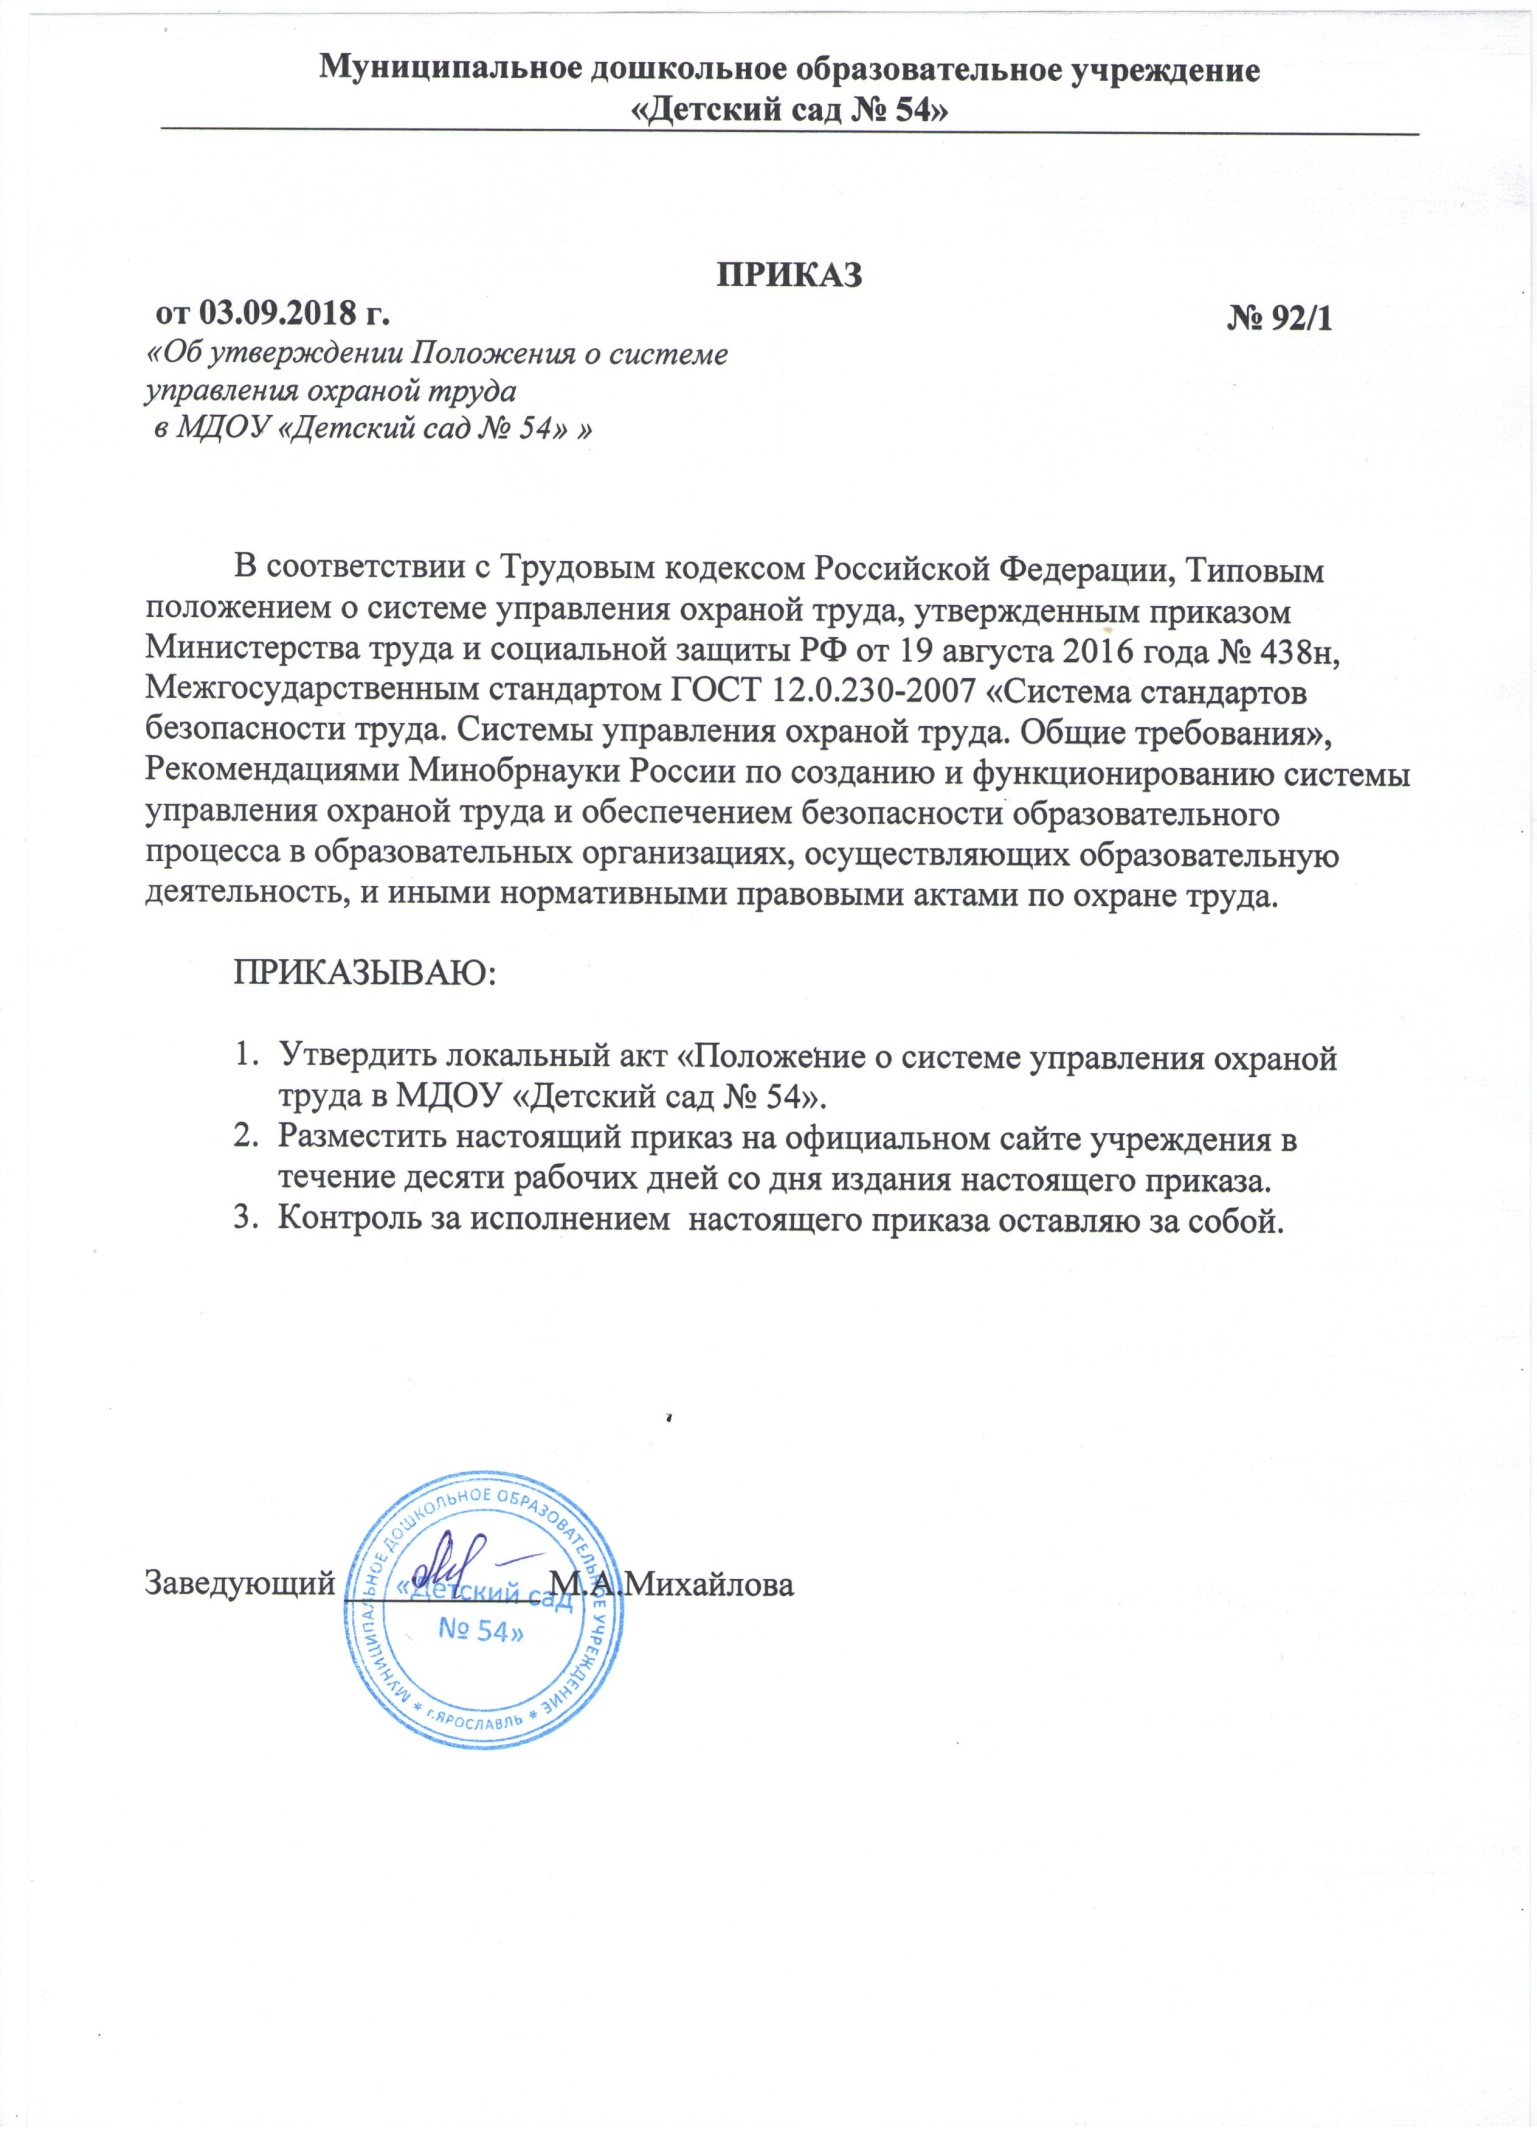 Муниципальное дошкольное образовательное учреждение
«Детский сад № 54»
ПРИКАЗ
от 03.09.2018 г. № 92/1
«Об утверждении Положения о системе
управления охраной труда
в МДОУ «Детский сад № 54» »
В соответствии с Трудовым кодексом Российской Федерации, Типовым
положением о системе управления охраной труда, утвержденным приказом
Министерства труда и социальной защиты РФ от 19 августа 2016 года № 438н,
Межгосударственным стандартом ГОСТ 12.0.230-2007 «Система стандартов
безопасности труда. Системы управления охраной труда. Общие требования»,
Рекомендациями Минобрнауки России по созданию и функционированию системы
управления охраной труда и обеспечением безопасности образовательного
процесса в образовательных организациях, осуществляющих образовательную
деятельность, и иными нормативными правовыми актами по охране труда.
ПРИКАЗЫВАЮ:
1. Утвердить локальный акт «Положение о системе управления охраной
труда в МДОУ «Детский сад № 54».
2. Разместить настоящий приказ на официальном сайте учреждения в
течение десяти рабочих дней со дня издания настоящего приказа.
3. Контроль за исполнением настоящего приказа оставляю за собой.
Заведующий М.А.Михайлова
МУНИЦИПАЛЬНОЕ ДОШКОЛЬНОЕ ОБРАЗОВАТЕЛЬНОЕ УЧРЕЖДЕНИЕ
* г.ЯРОСЛАВЛЬ *
«Детский сад
№ 54»